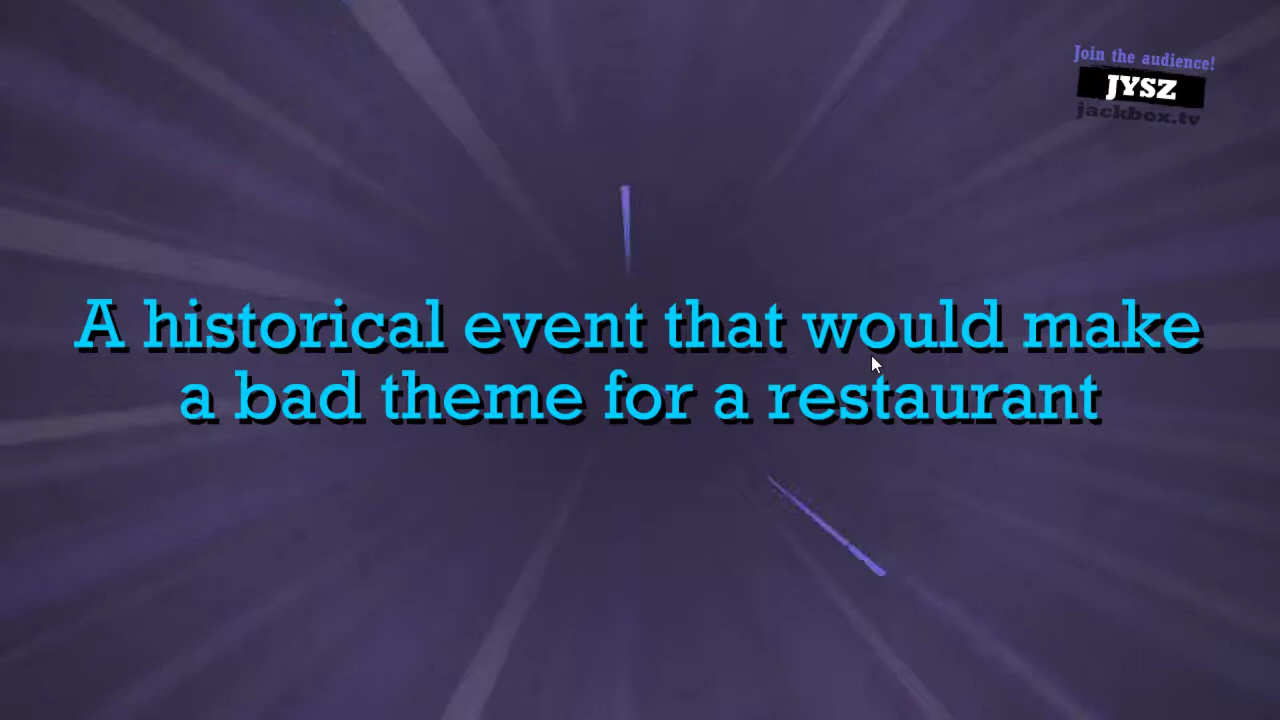 Join the audience!
JYSZ
jackbox.tv
A historical event that would make
a bad theme for a restaurant